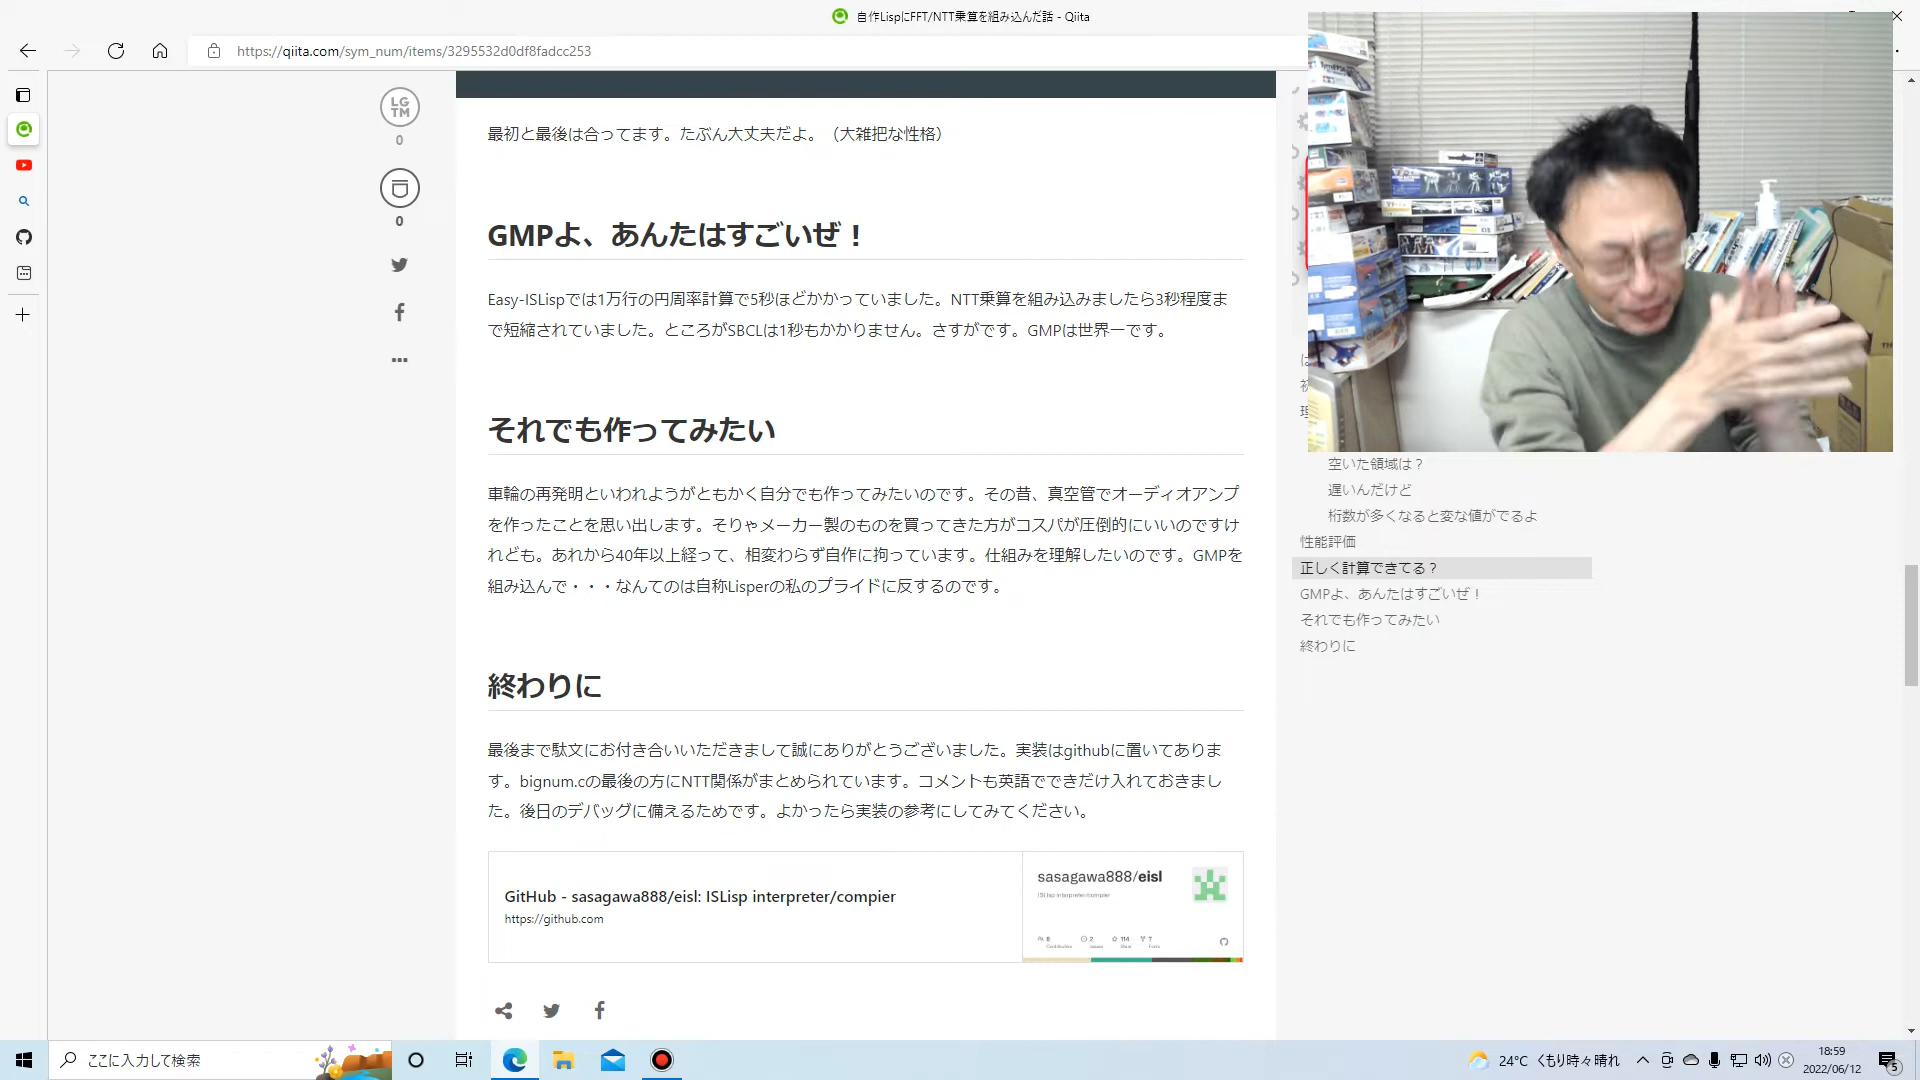 自作LispにFFT/NTT乗算を組み込んだ話 - Qiita
https://qiita.com/sym_num/items/3295532d0df8fadcc253
LG
TM
0
0
最初と最後は合ってます。たぶん大丈夫だよ。（大雑把な性格）
GMPよ、あんたはすごいぜ！
Easy-ISLispでは1万行の円周率計算で5秒ほどかかっていました。NTT乗算を組み込みましたら3秒程度ま
で短縮されていました。ところがSBCLは1秒もかかりません。さすがです。GMPは世界一です。
それでも作ってみたい
車輪の再発明といわれようがともかく自分でも作ってみたいのです。その昔、真空管でオーディオアンプ
を作ったことを思い出します。そりゃメーカー製のものを買ってきた方がコスパが圧倒的にいいのですけ
れども。あれから40年以上経って、相変わらず自作に拘っています。仕組みを理解したいのです。GMPを
組み込んで・・・なんてのは自称Lisperの私のプライドに反するのです。
終わりに
最後まで駄文にお付き合いいただきまして誠にありがとうございました。実装はgithubに置いてありま
す。bignum.cの最後の方にNTT関係がまとめられています。コメントも英語でできだけ入れておきまし
た。後日のデバッグに備えるためです。よかったら実装の参考にしてみてください。
GitHub - sasagawa888/eisl: ISLisp interpreter/compier
https://github.com
sasagawa888/eisl
ISLisp interpreter/compier
8
2
114
7
Contributors
Issues
Stars
Forks
空いた領域は？
遅いんだけど
桁数が多くなると変な値がでるよ
性能評価
正しく計算できてる？
GMPよ、あんたはすごいぜ！
それでも作ってみたい
終わりに
ここに入力して検索
24°C くもり時々晴れ
18:59
2022/06/12
5